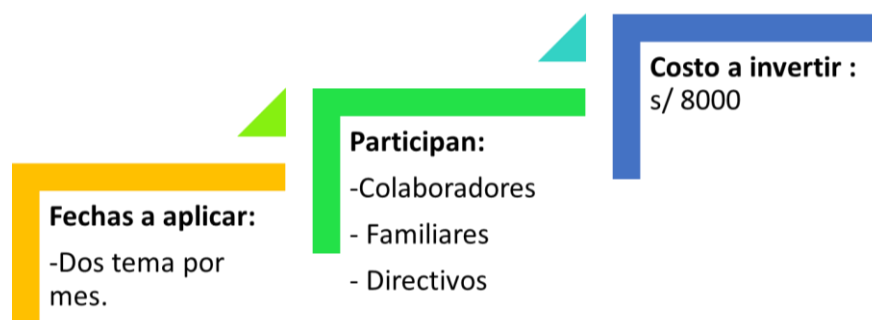 Fechas a aplicar:
-Dos tema por
mes.
Participan:
-Colaboradores
- Familiares
- Directivos
Costo a invertir :
s/ 8000